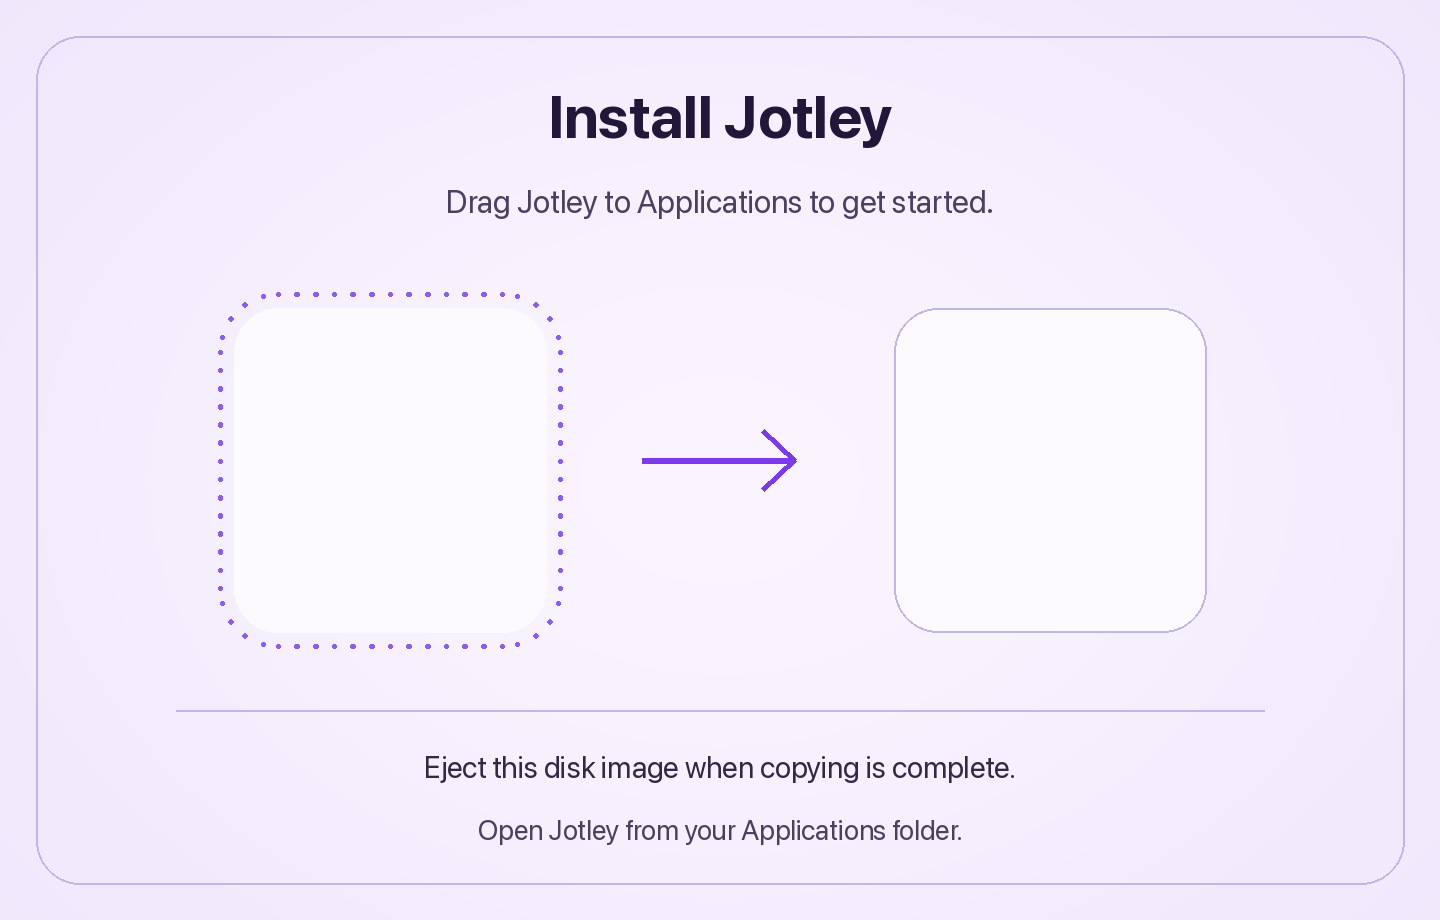 Install Jotley
Drag Jotley to Applications to get started.
Eject this disk image when copying is complete.
Open Jotley from your Applications folder.